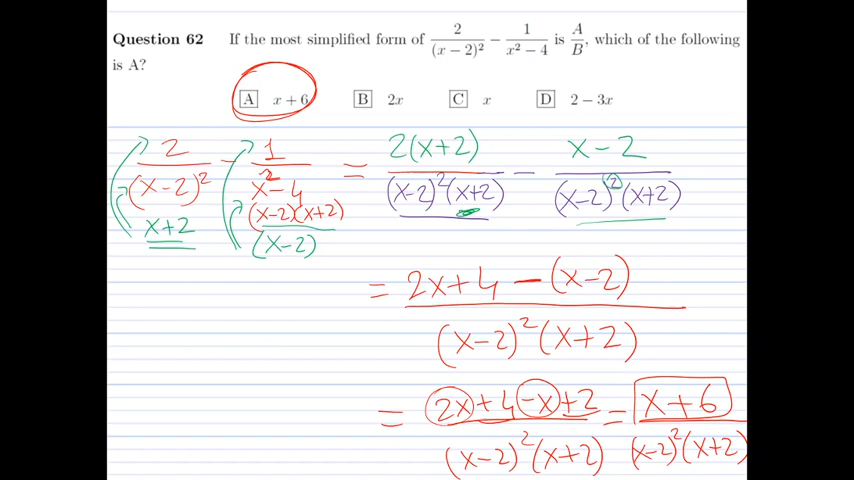 Question 62 If the most simplified form of 2/(x − 2)² − 1/(x² − 4) is A/B, which of the following
is A?
A x + 6 B 2x C x D 2 − 3x
2/(x-2)² - 1/(x²-4) = 2(x+2)/((x-2)²(x+2)) - (x-2)/((x-2)²(x+2))
(x-2)(x+2)
x+2 (x-2)
= (2x+4 - (x-2))/((x-2)²(x+2))
= (2x+4-x+2)/((x-2)²(x+2)) = (x+6)/((x-2)²(x+2))